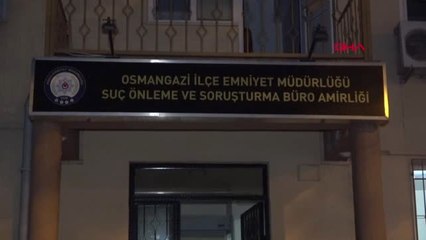 OSMANGAZİ İLÇE EMNİYET MÜDÜRLÜĞÜ
SUÇ ÖNLEME VE SORUŞTURMA BÜRO AMİRLİĞİ